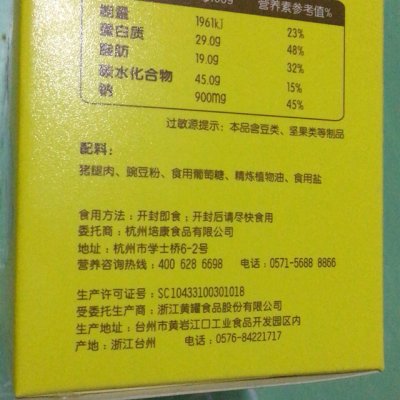 营养素参考值%
能量 1961kJ 23%
蛋白质 29.0g 48%
脂肪 19.0g 32%
碳水化合物 45.0g 15%
钠 900mg 45%
过敏源提示：本品含豆类、坚果类等制品
配料：
猪腿肉、豌豆粉、食用葡萄糖、精炼植物油、食用盐
食用方法：开封即食；开封后请尽快食用
委托商：杭州培康食品有限公司
地址：杭州市学士桥6-2号
营养咨询热线：400 628 6698 电话：0571-5688 8866
生产许可证号：SC10433100301018
受委托生产商：浙江黄罐食品股份有限公司
生产地址：台州市黄岩江口工业食品开发园区内
产地：浙江台州 电话：0576-84221717